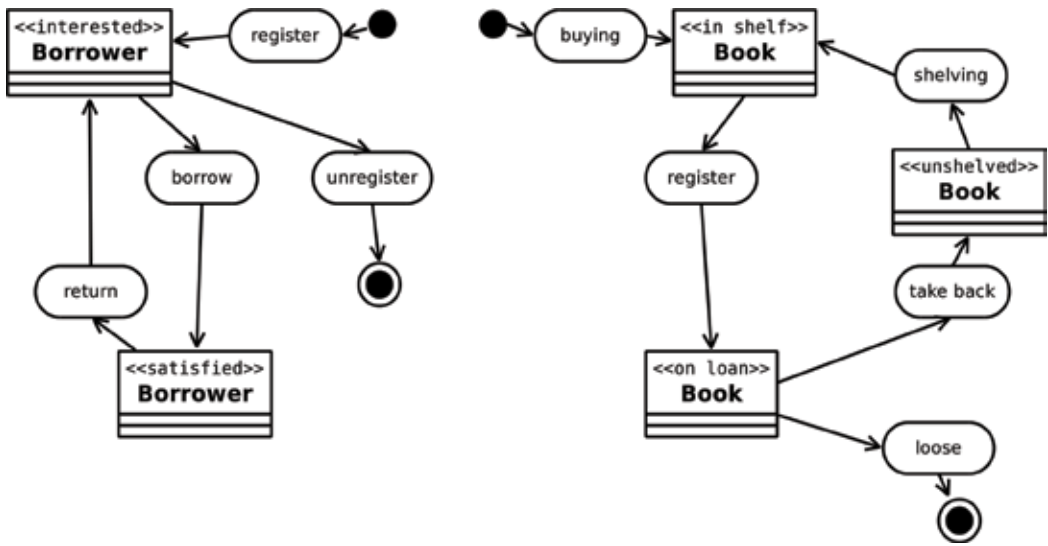 <<interested>>
Borrower
register
borrow
unregister
return
<<satisfied>>
Borrower
buying
<<in shelf>>
Book
shelving
register
<<unshelved>>
Book
take back
<<on loan>>
Book
loose